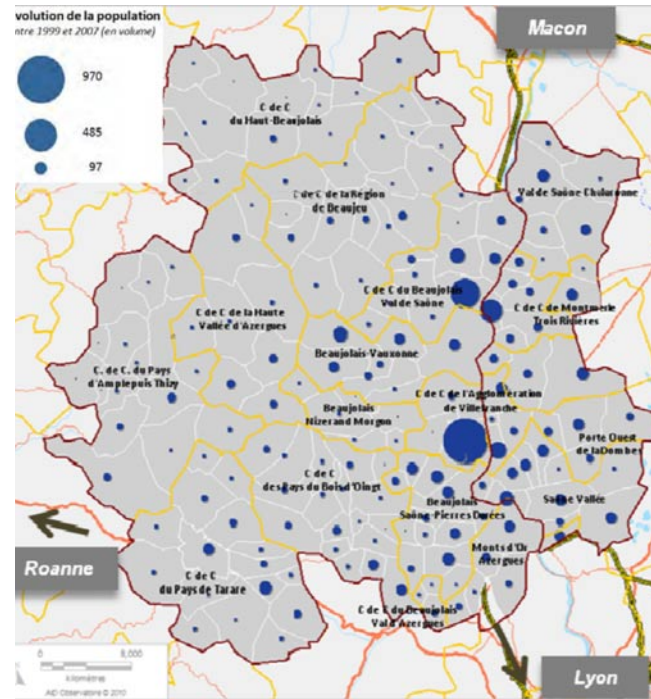 volution de la population
ntre 1999 et 2007 (en volume)
970
485
97
Macon
C de C
du Haut-Beaujolais
Val de Saône Chalaronne
C de C de la Région
de Beaujeu
C de C du Beaujolais
Val de Saône
C de C de Montmerle
Trois Rivières
C de C de la Haute
Vallée d'Azergues
Beaujolais-Vauxonne
C. de C. du Pays
d'Amplepuis Thizy
C de C de l'Agglomération
de Villefranche
Beaujolais
Nizerand Morgon
Porte Ouest
de la Dombes
C de C
des Pays du Bois d'Oingt
Saône Vallée
Beaujolais
Saône-Pierres Dorées
Monts d'Or
Azergues
Roanne
C de C
du Pays de Tarare
C de C du Beaujolais
Val d'Azergues
0 8,000
kilomètres
AID Observatoire © 2010
Lyon